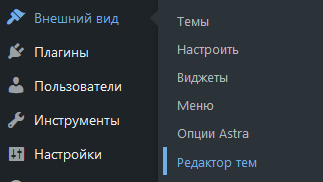 Внешний вид
Плагины
Пользователи
Инструменты
Настройки
Темы
Настроить
Виджеты
Меню
Опции Astra
Редактор тем